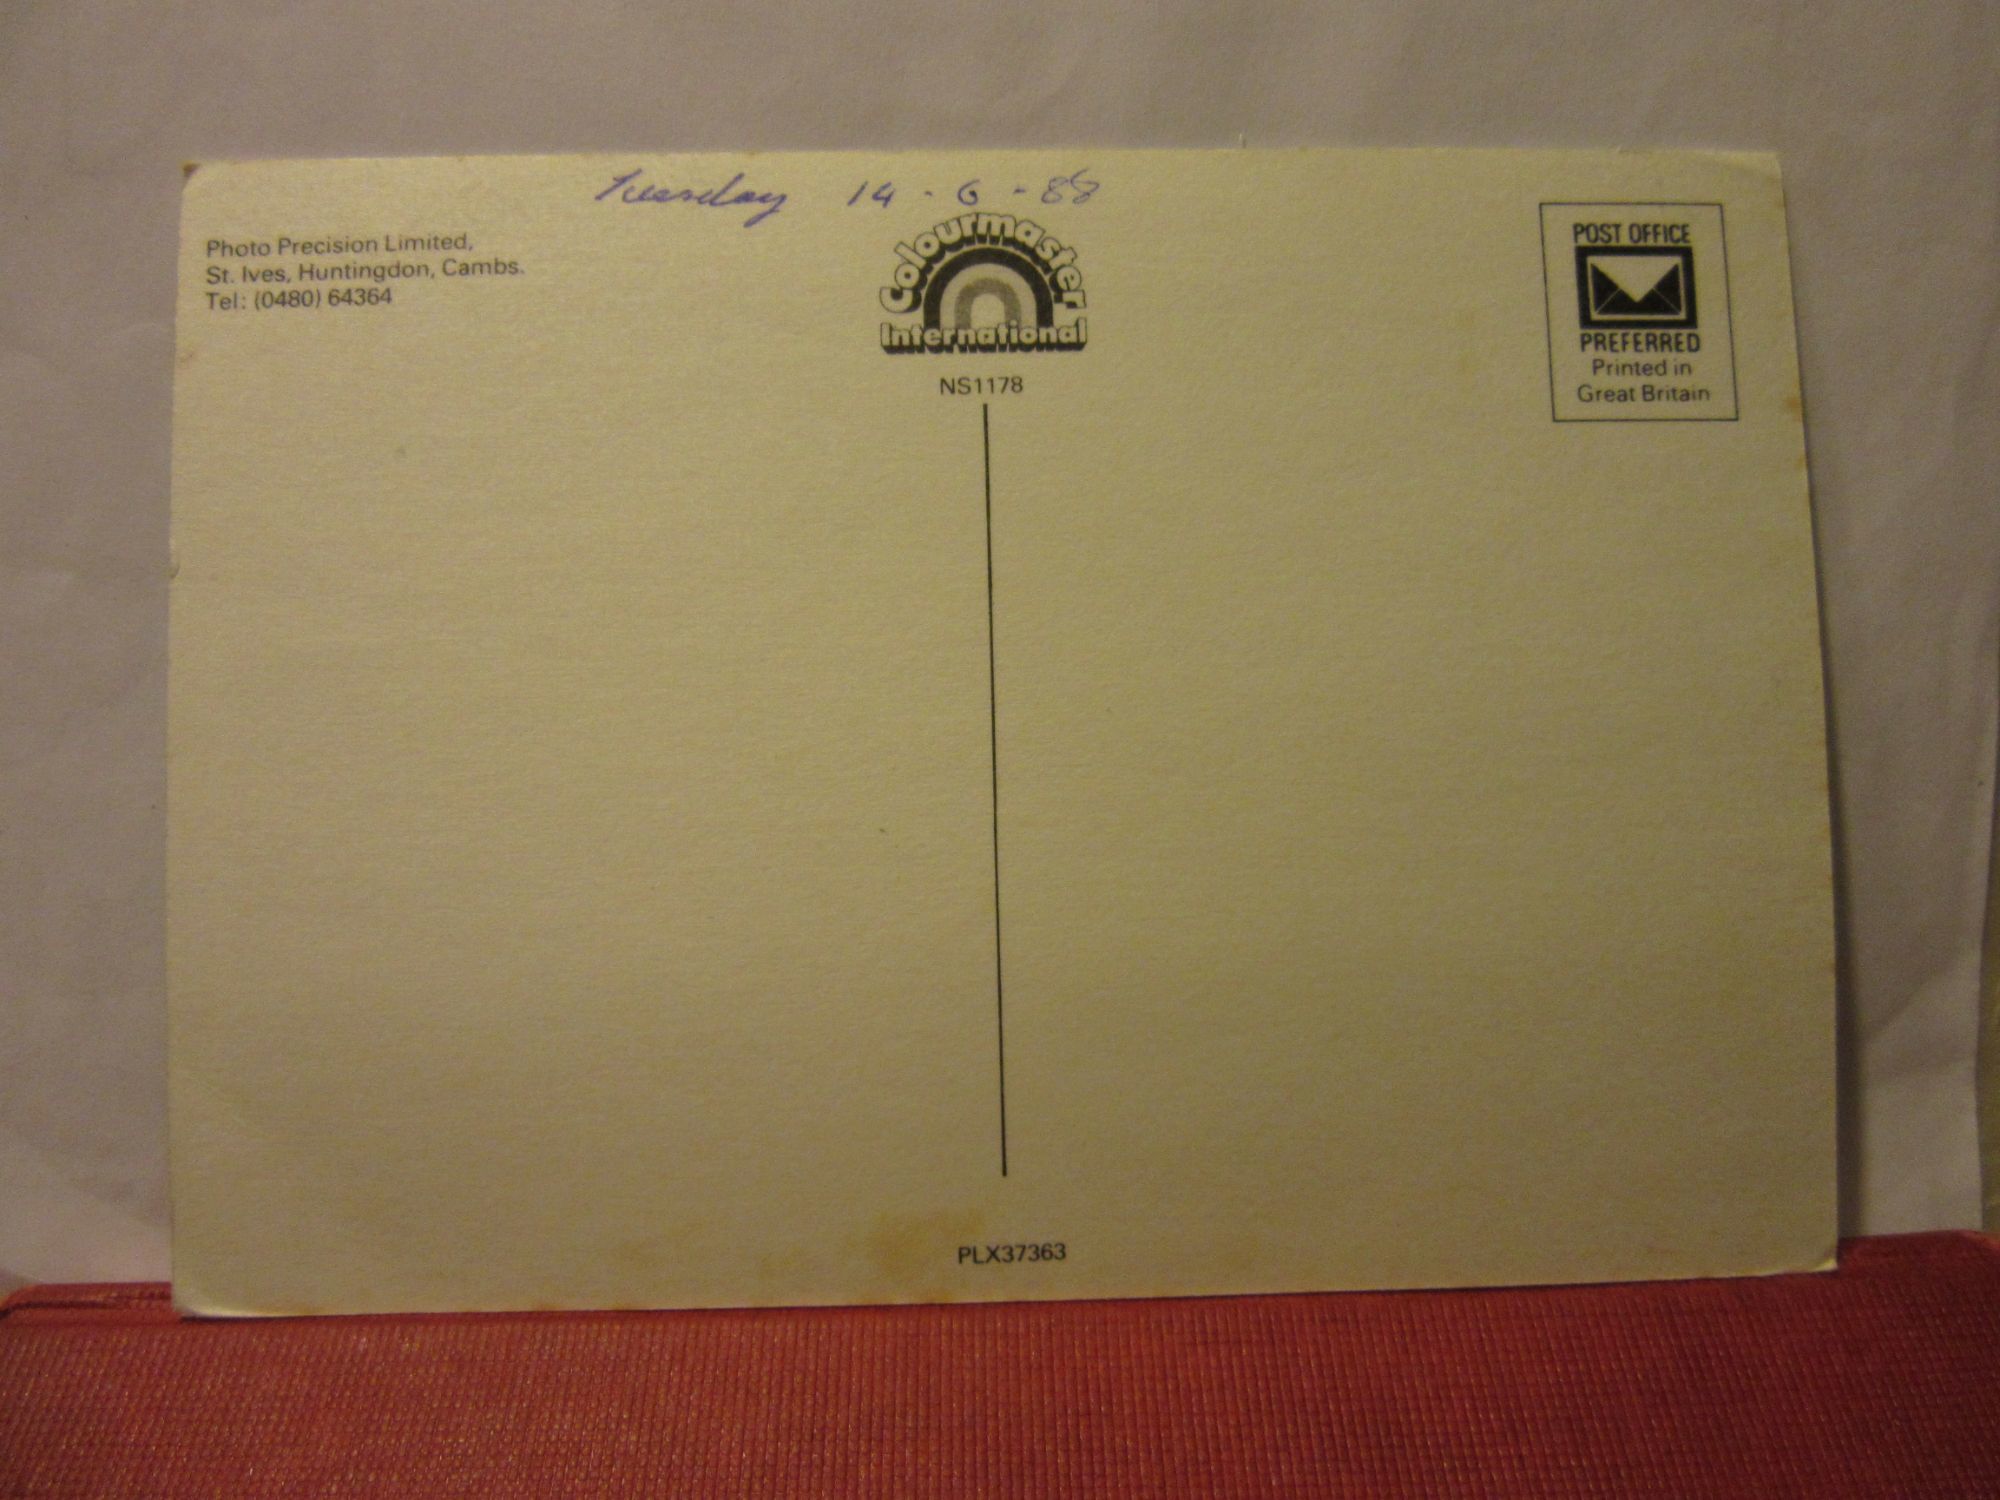 Tuesday 14 - 6 - 88
Photo Precision Limited,
St. Ives, Huntingdon, Cambs.
Tel: (0480) 64364
Colourmaster
International
NS1178
POST OFFICE
PREFERRED
Printed in
Great Britain
PLX37363